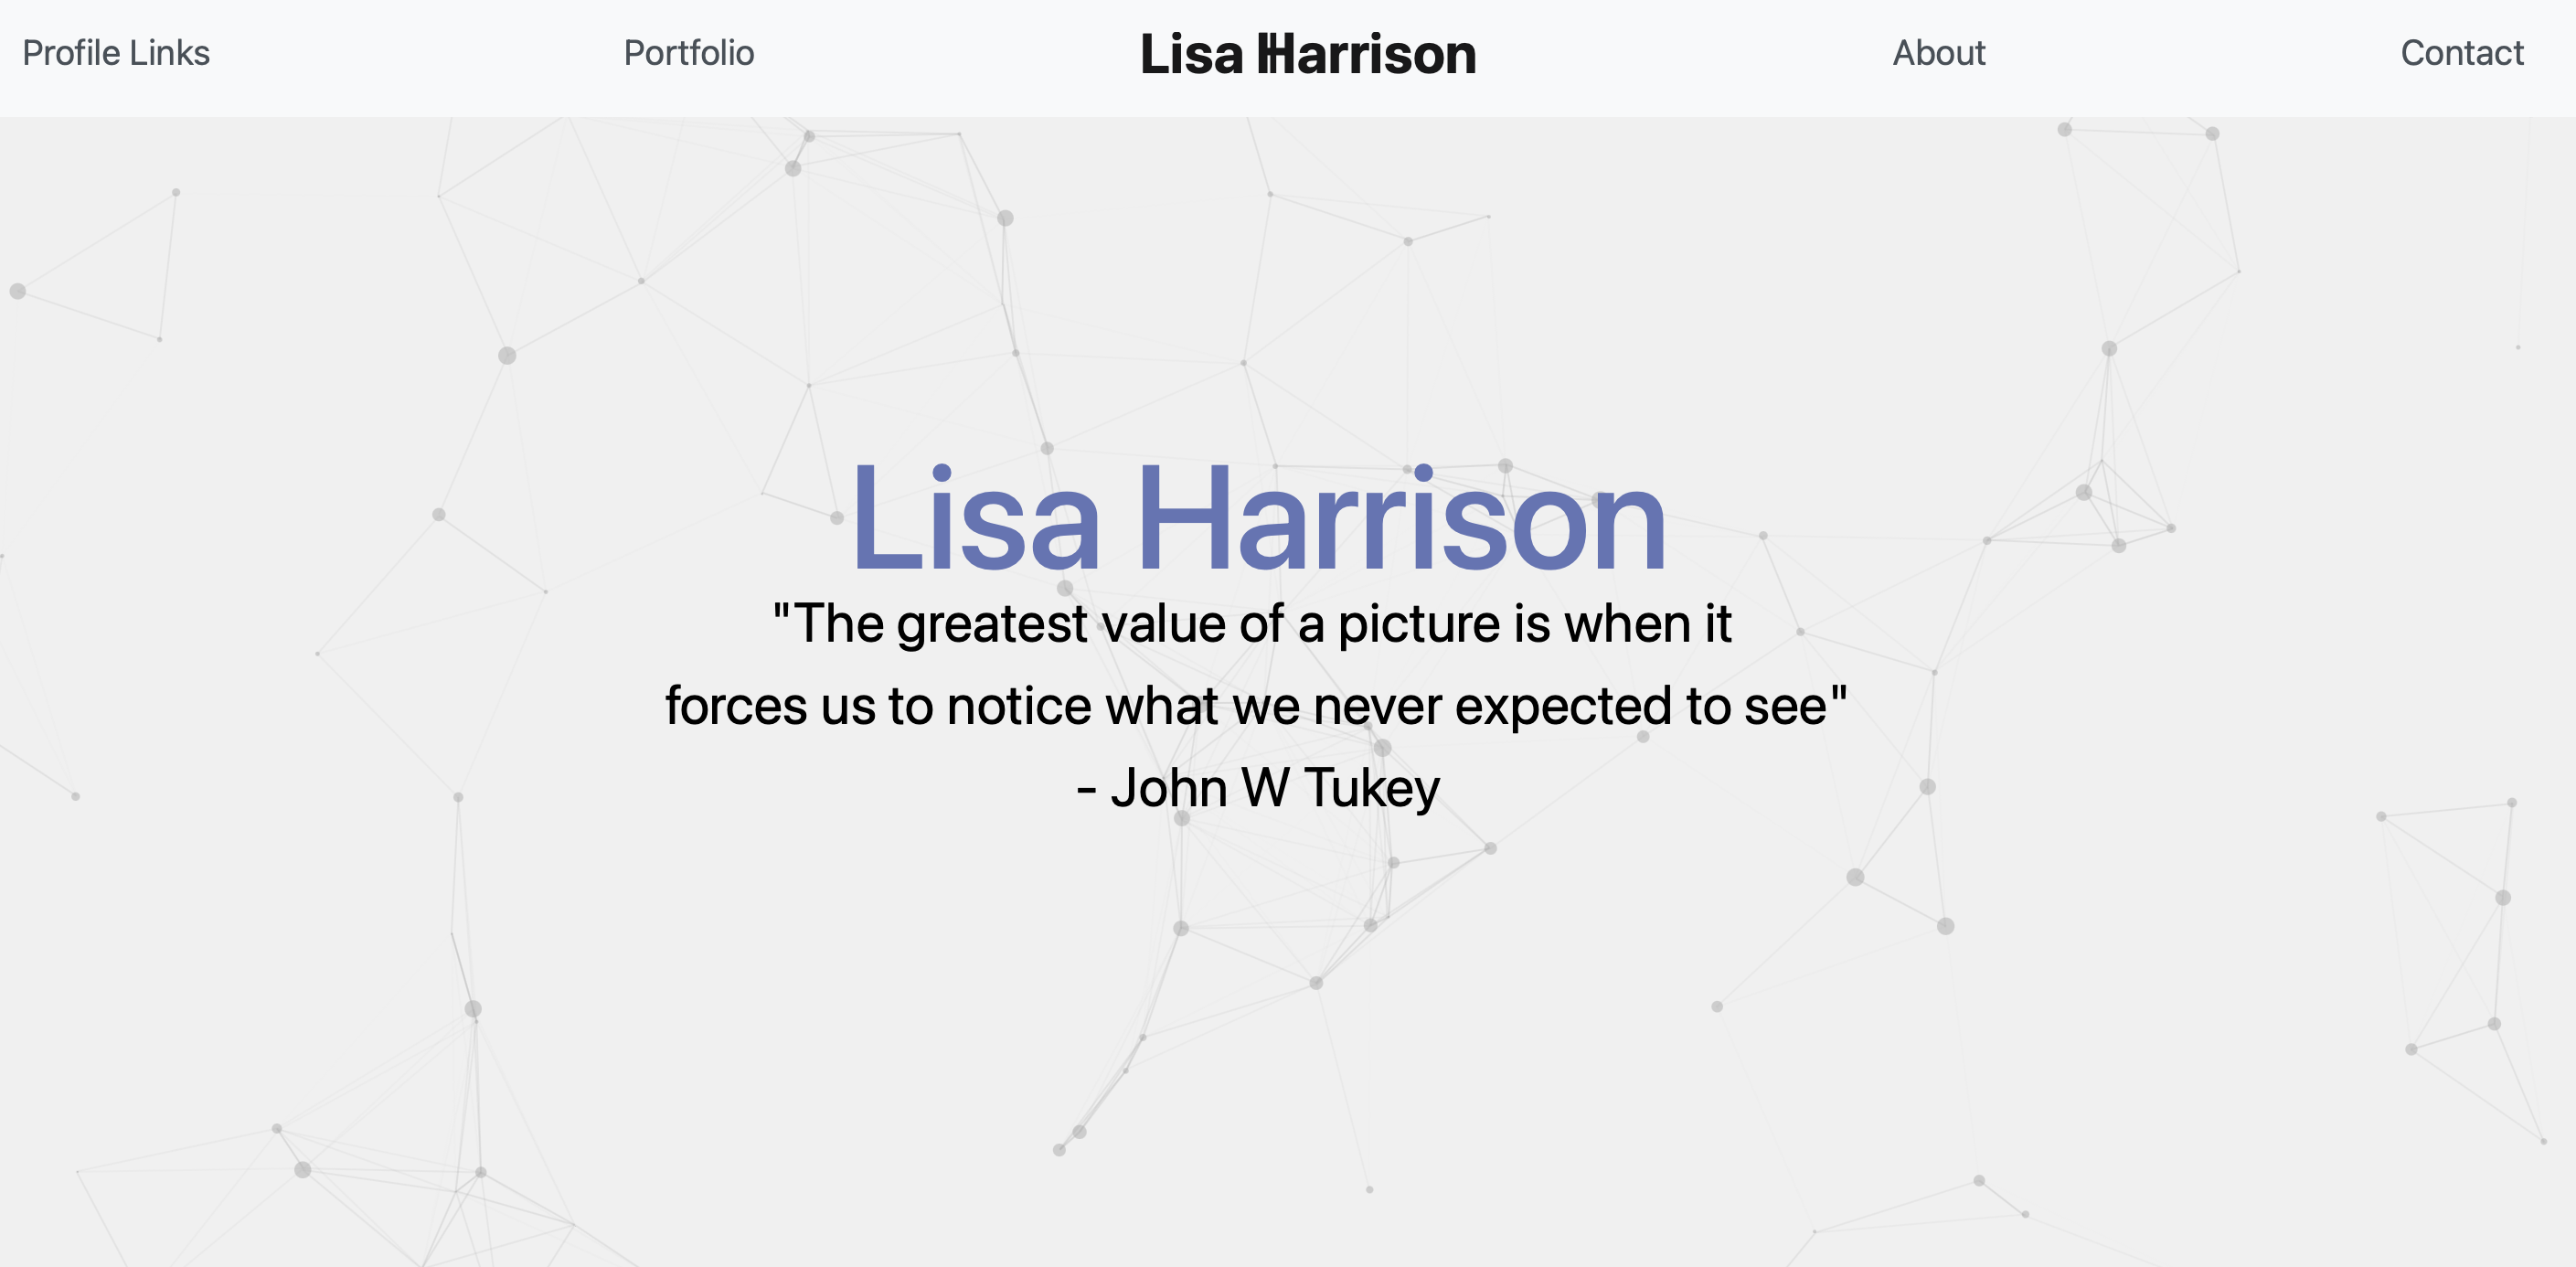 Profile Links Portfolio Lisa Harrison About Contact
Lisa Harrison
"The greatest value of a picture is when it
forces us to notice what we never expected to see"
- John W Tukey